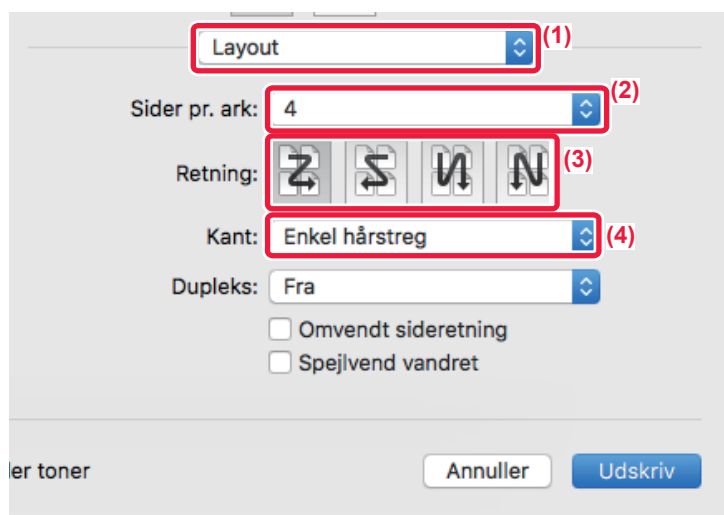 Layout (1)
Sider pr. ark: 4 (2)
Retning: (3)
Kant: Enkel hårstreg (4)
Dupleks: Fra
Omvendt sideretning
Spejlvend vandret
ler toner Annuller Udskriv